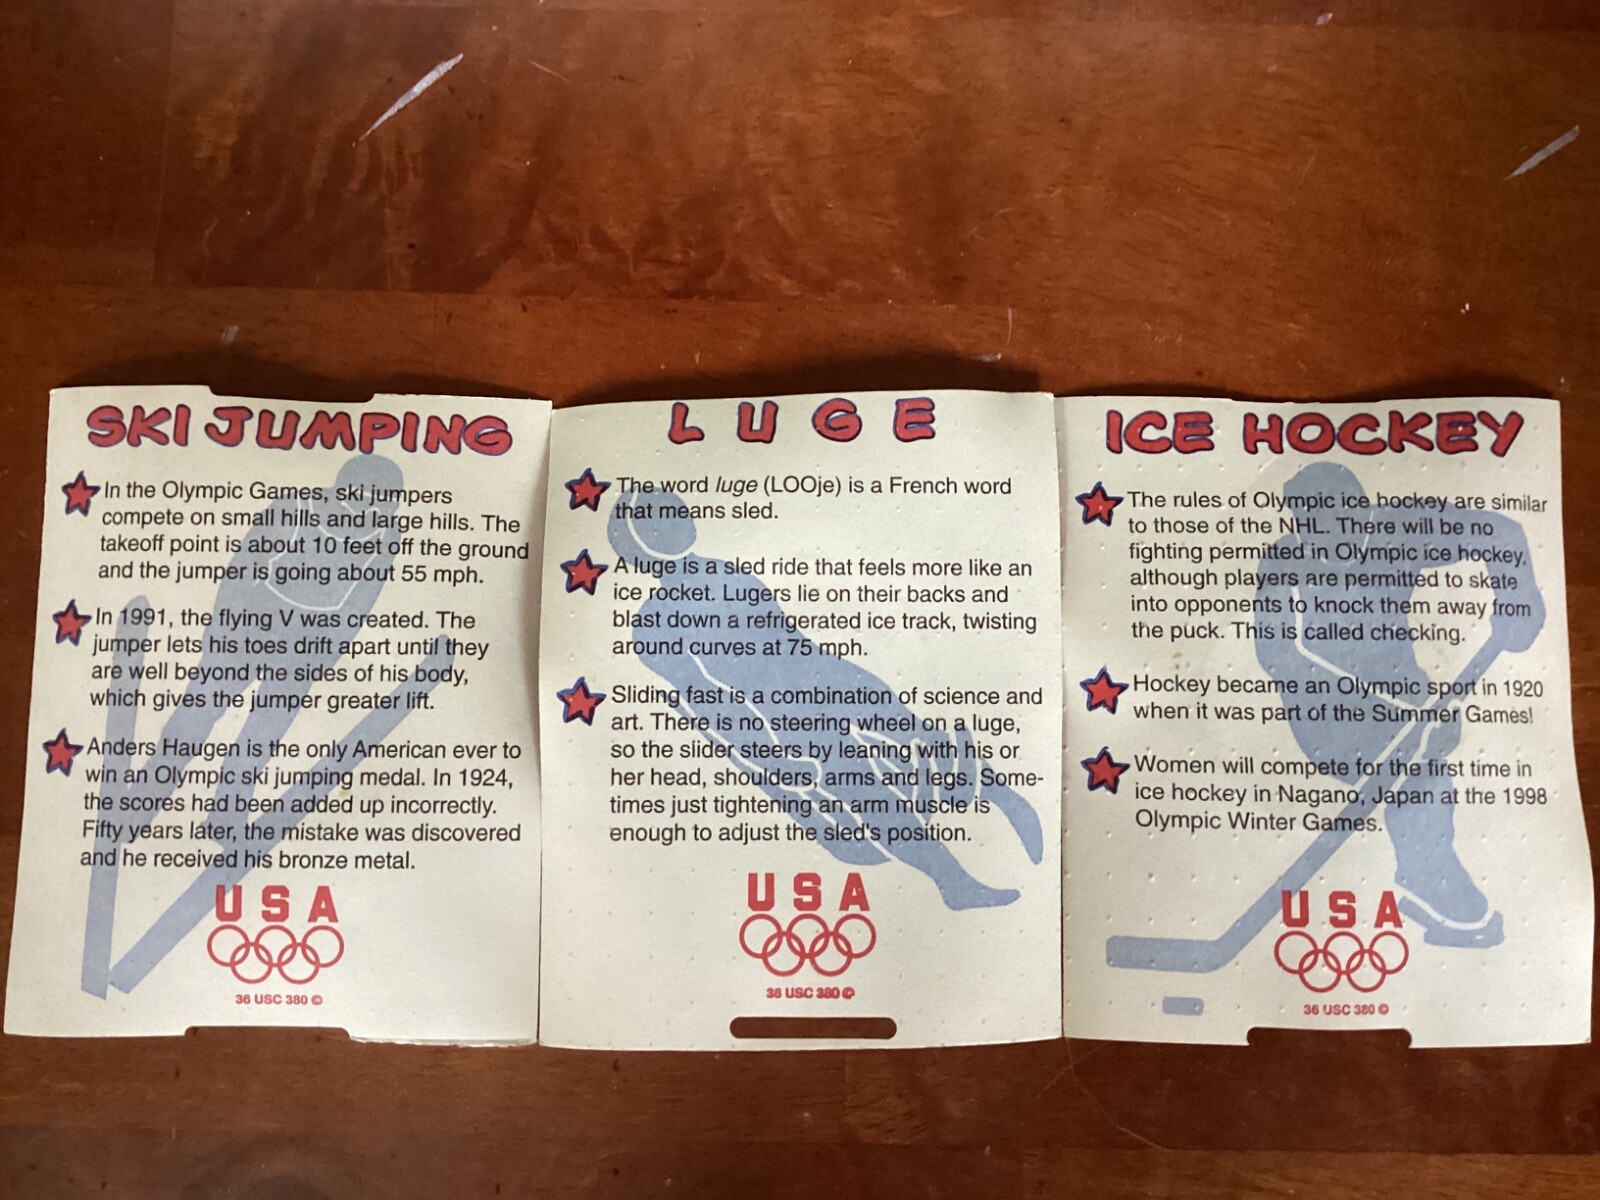 SKI JUMPING
In the Olympic Games, ski jumpers
compete on small hills and large hills. The
takeoff point is about 10 feet off the ground
and the jumper is going about 55 mph.
In 1991, the flying V was created. The
jumper lets his toes drift apart until they
are well beyond the sides of his body,
which gives the jumper greater lift.
Anders Haugen is the only American ever to
win an Olympic ski jumping medal. In 1924,
the scores had been added up incorrectly.
Fifty years later, the mistake was discovered
and he received his bronze metal.
USA
36 USC 380 ©
LUGE
The word luge (LOOje) is a French word
that means sled.
A luge is a sled ride that feels more like an
ice rocket. Lugers lie on their backs and
blast down a refrigerated ice track, twisting
around curves at 75 mph.
Sliding fast is a combination of science and
art. There is no steering wheel on a luge,
so the slider steers by leaning with his or
her head, shoulders, arms and legs. Some-
times just tightening an arm muscle is
enough to adjust the sled's position.
USA
36 USC 380 ©
ICE HOCKEY
The rules of Olympic ice hockey are similar
to those of the NHL. There will be no
fighting permitted in Olympic ice hockey,
although players are permitted to skate
into opponents to knock them away from
the puck. This is called checking.
Hockey became an Olympic sport in 1920
when it was part of the Summer Games!
Women will compete for the first time in
ice hockey in Nagano, Japan at the 1998
Olympic Winter Games.
USA
36 USC 380 ©